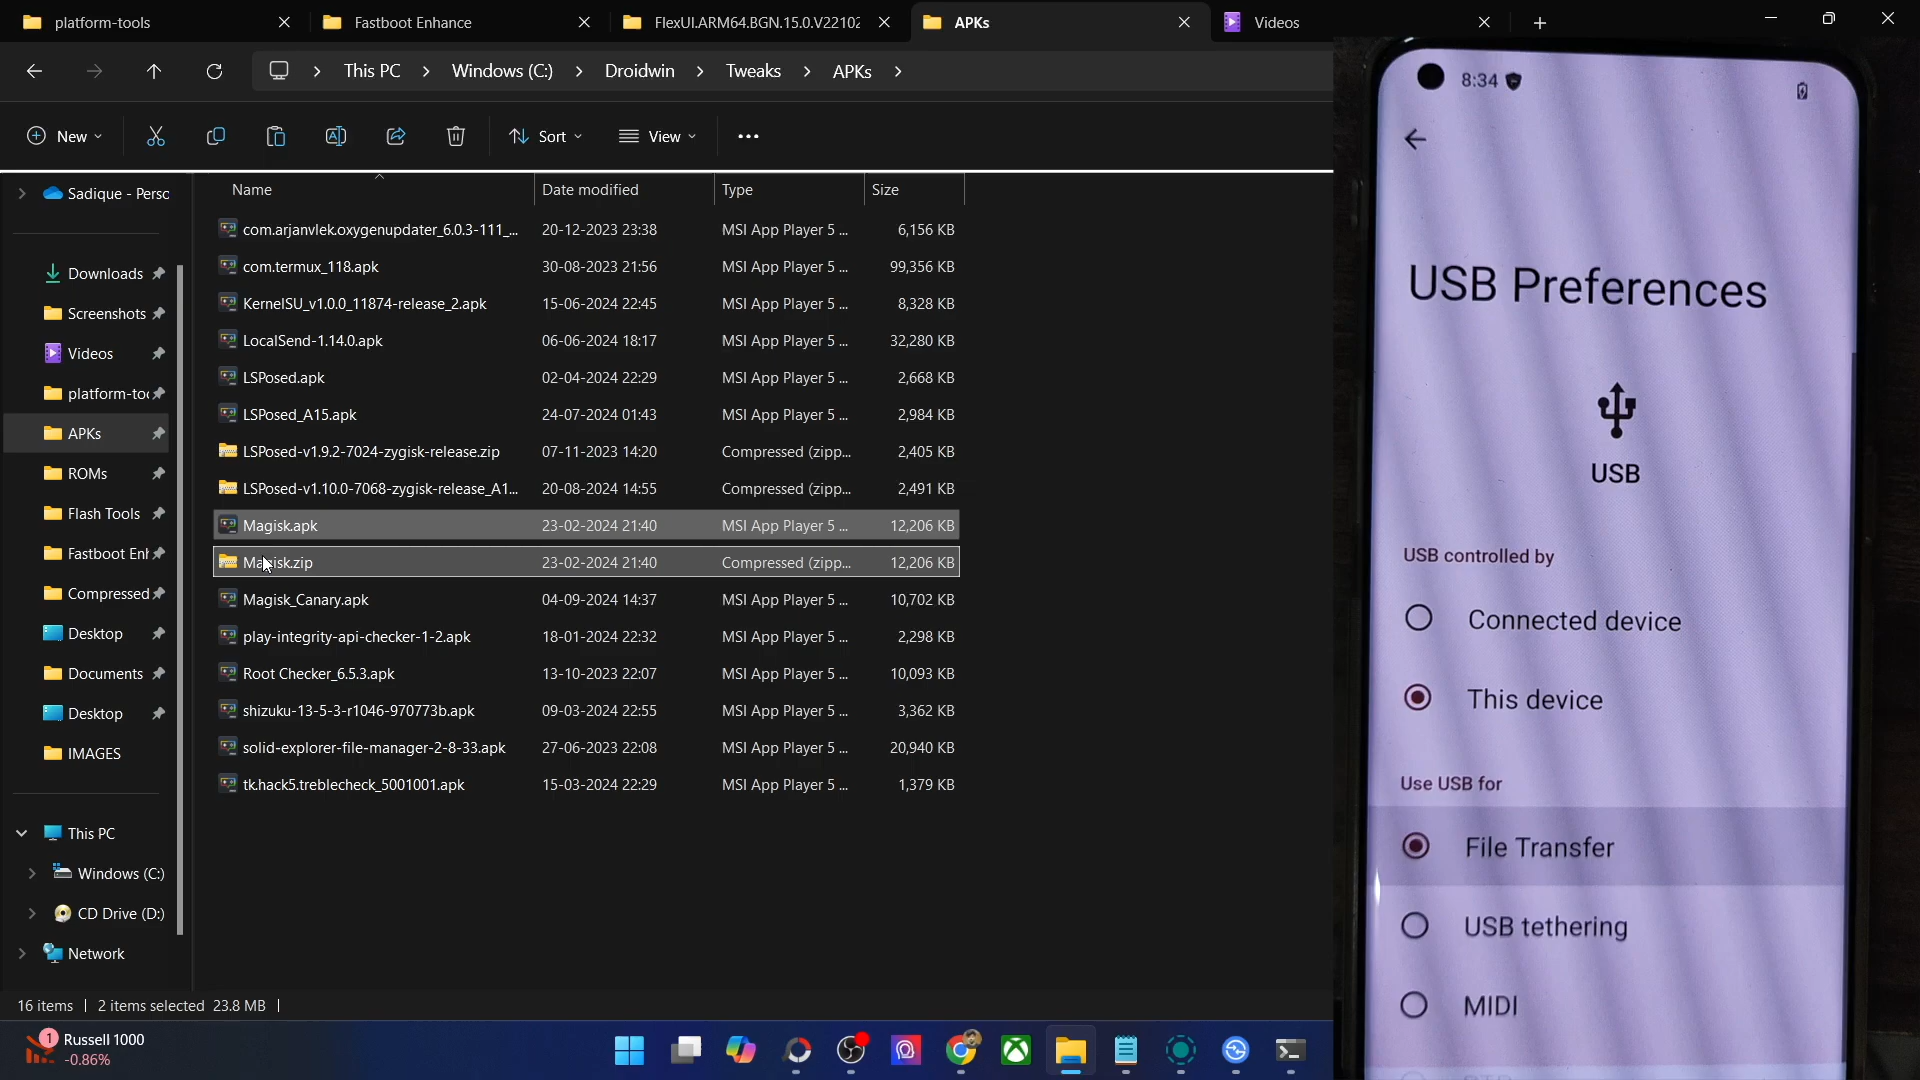 platform-tools
Fastboot Enhance
FlexUI.ARM64.BGN.15.0.V22102
APKs
Videos
This PC > Windows (C:) > Droidwin > Tweaks > APKs >
New
Sort
View
Sadique - Persc
Downloads
Screenshots
Videos
platform-too
APKs
ROMs
Flash Tools
Fastboot Enh
Compressed
Desktop
Documents
Desktop
IMAGES
This PC
Windows (C:)
CD Drive (D:)
Network
Name Date modified Type Size
com.arjanvlek.oxygenupdater_6.0.3-111_... 20-12-2023 23:38 MSI App Player 5 ... 6,156 KB
com.termux_118.apk 30-08-2023 21:56 MSI App Player 5 ... 99,356 KB
KernelSU_v1.0.0_11874-release_2.apk 15-06-2024 22:45 MSI App Player 5 ... 8,328 KB
LocalSend-1.14.0.apk 06-06-2024 18:17 MSI App Player 5 ... 32,280 KB
LSPosed.apk 02-04-2024 22:29 MSI App Player 5 ... 2,668 KB
LSPosed_A15.apk 24-07-2024 01:43 MSI App Player 5 ... 2,984 KB
LSPosed-v1.9.2-7024-zygisk-release.zip 07-11-2023 14:20 Compressed (zipp... 2,405 KB
LSPosed-v1.10.0-7068-zygisk-release_A1... 20-08-2024 14:55 Compressed (zipp... 2,491 KB
Magisk.apk 23-02-2024 21:40 MSI App Player 5 ... 12,206 KB
Magisk.zip 23-02-2024 21:40 Compressed (zipp... 12,206 KB
Magisk_Canary.apk 04-09-2024 14:37 MSI App Player 5 ... 10,702 KB
play-integrity-api-checker-1-2.apk 18-01-2024 22:32 MSI App Player 5 ... 2,298 KB
Root Checker_6.5.3.apk 13-10-2023 22:07 MSI App Player 5 ... 10,093 KB
shizuku-13-5-3-r1046-970773b.apk 09-03-2024 22:55 MSI App Player 5 ... 3,362 KB
solid-explorer-file-manager-2-8-33.apk 27-06-2023 22:08 MSI App Player 5 ... 20,940 KB
tk.hack5.treblecheck_5001001.apk 15-03-2024 22:29 MSI App Player 5 ... 1,379 KB
16 items
2 items selected 23.8 MB
1
Russell 1000
-0.86%
8:34
USB Preferences
USB
USB controlled by
Connected device
This device
Use USB for
File Transfer
USB tethering
MIDI